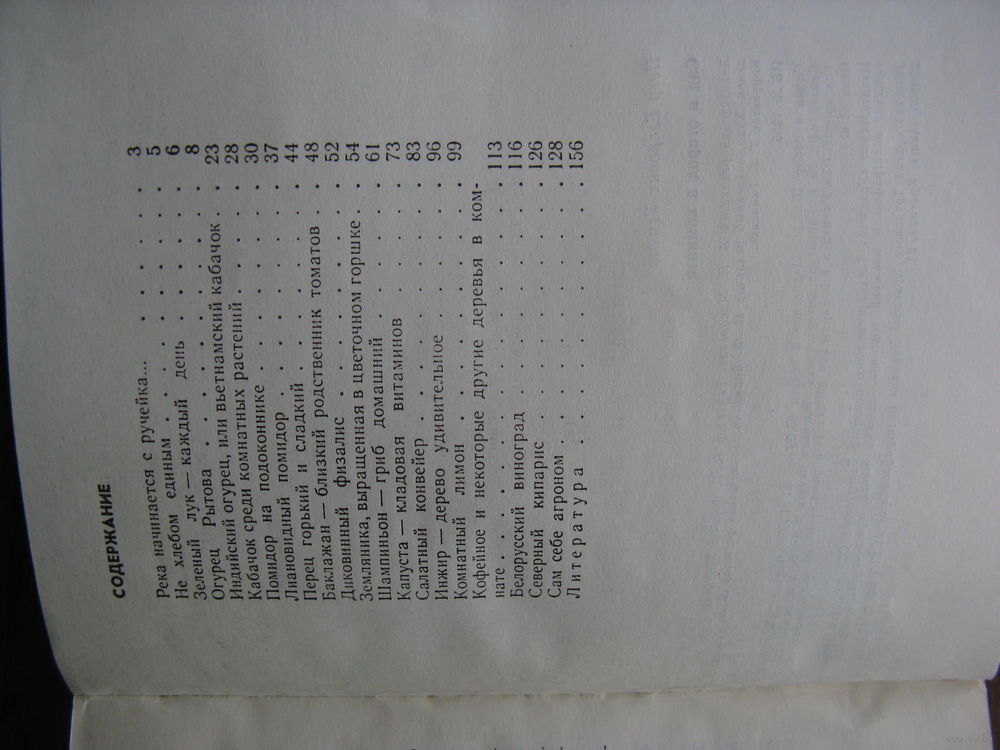 СОДЕРЖАНИЕ
Река начинается с ручейка... . . . . . . 3
Не хлебом единым . . . . . . . . 5
Зеленый лук — каждый день . . . . . . 6
Огурец Рытова . . . . . . . . . 8
Индийский огурец, или вьетнамский кабачок . 23
Кабачок среди комнатных растений . . . . 28
Помидор на подоконнике . . . . . . . 30
Лиановидный помидор . . . . . . . . 37
Перец горький и сладкий . . . . . . . 44
Баклажан — близкий родственник томатов . . 48
Диковинный физалис . . . . . . . . 52
Земляника, выращенная в цветочном горшке . 54
Шампиньон — гриб домашний . . . . . . 61
Капуста — кладовая витаминов . . . . . 73
Салатный конвейер . . . . . . . . 83
Инжир — дерево удивительное . . . . . 96
Комнатный лимон . . . . . . . . 99
Кофейное и некоторые другие деревья в ком-
нате . . . . . . . . . . . 113
Белорусский виноград . . . . . . . 116
Северный кипарис . . . . . . . . 126
Сам себе агроном . . . . . . . . 128
Литература . . . . . . . . . 156